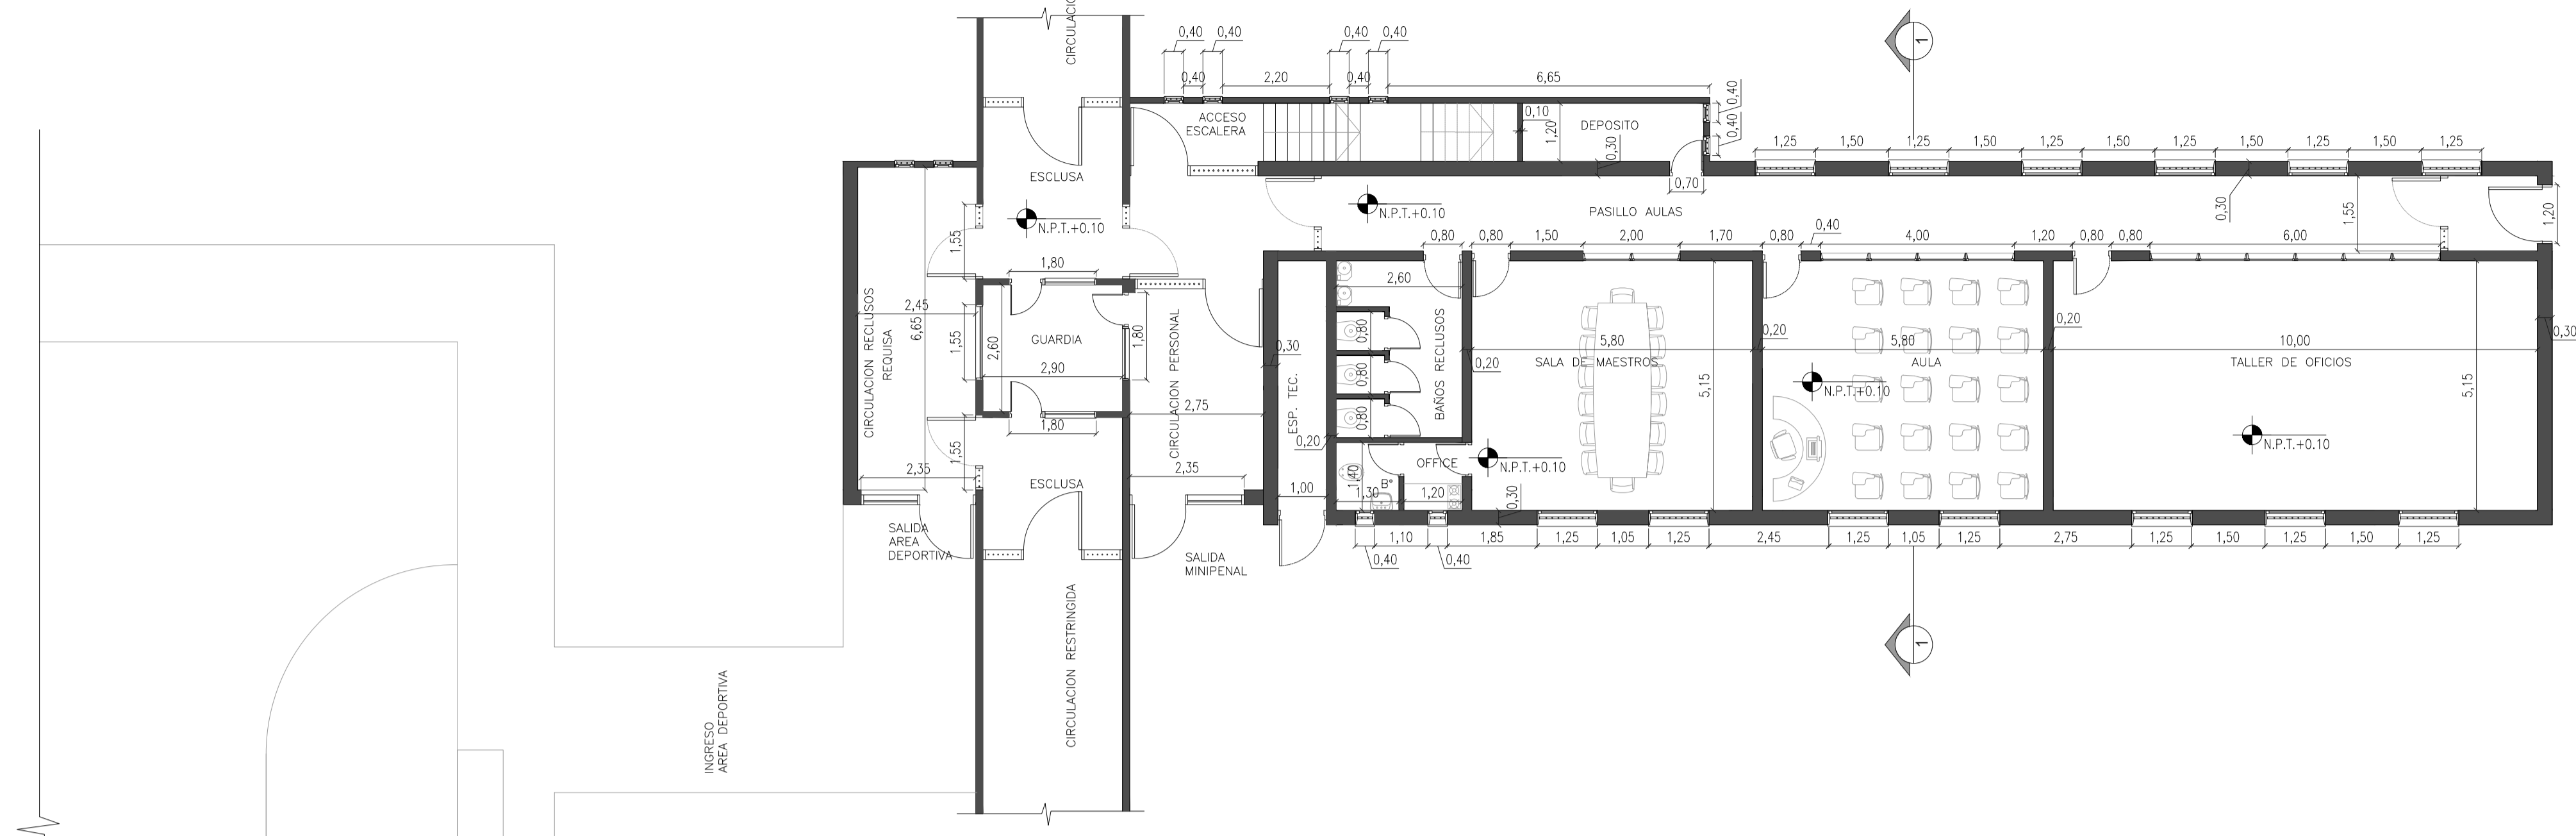 CIRCULACIO
0,40
0,40
0,40
0,40
0,40
2,20
0,40
6,65
0,40
0,40
1
ACCESO
ESCALERA
0,10
1,20
DEPOSITO
0,30
0,70
1,25
1,50
1,25
1,50
1,25
1,50
1,25
1,50
1,25
1,50
1,25
ESCLUSA
N.P.T.+0.10
N.P.T.+0.10
PASILLO AULAS
0,30
1,55
1,20
1,55
1,80
0,80
0,80
1,50
2,00
1,70
0,80
0,40
4,00
1,20
0,80
0,80
6,00
CIRCULACION RECLUSOS
REQUISA
2,45
6,65
1,55
2,60
GUARDIA
2,90
1,80
1,80
CIRCULACION PERSONAL
2,75
0,30
ESP. TEC.
2,60
0,80
0,80
0,80
BAÑOS RECLUSOS
0,20
5,80
SALA DE MAESTROS
5,15
0,20
5,80
AULA
N.P.T.+0.10
0,20
10,00
TALLER DE OFICIOS
5,15
0,30
N.P.T.+0.10
1,55
2,35
2,35
ESCLUSA
0,20
1,00
1,40
1,30
B°
OFFICE
1,20
N.P.T.+0.10
0,30
SALIDA
AREA
DEPORTIVA
SALIDA
MINIPENAL
0,40
1,10
0,40
1,85
1,25
1,05
1,25
2,45
1,25
1,05
1,25
2,75
1,25
1,50
1,25
1,50
1,25
CIRCULACION RESTRINGIDA
1
INGRESO
AREA DEPORTIVA